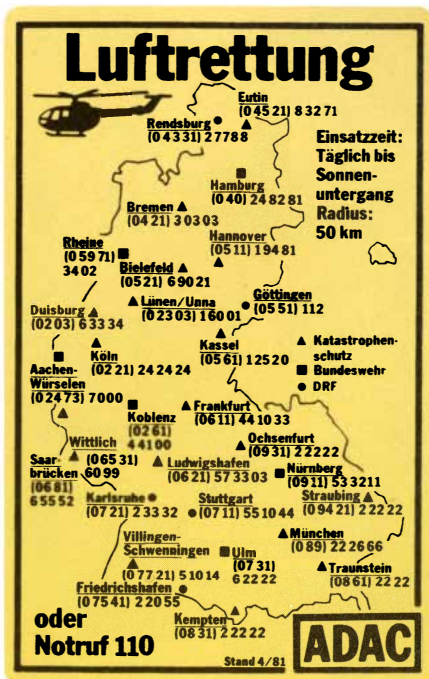 Luftrettung
Eutin
(0 45 21) 8 32 71
Rendsburg
(0 43 31) 2 77 88
Einsatzzeit:
Täglich bis
Sonnen-
untergang
Radius:
50 km
Hamburg
(0 40) 24 82 81
Bremen
(04 21) 3 03 03
Hannover
(05 11) 1 94 81
Rheine
(0 59 71)
34 02
Bielefeld
(05 21) 6 90 21
Lünen/Unna
(0 23 03) 1 60 01
Göttingen
(05 51) 112
Duisburg
(02 03) 6 33 34
Kassel
(05 61) 1 25 20
Köln
(02 21) 24 24 24
Katastrophen-
schutz
Bundeswehr
DRF
Aachen-
Würselen
(0 24 73) 70 00
Koblenz
(02 61)
4 41 00
Frankfurt
(06 11) 44 10 33
Ochsenfurt
(09 31) 2 22 22
Wittlich
(0 65 31)
60 99
Saar-
brücken
(06 81)
6 55 52
Ludwigshafen
(06 21) 57 33 03
Nürnberg
(09 11) 53 32 11
Karlsruhe
(07 21) 2 33 32
Stuttgart
(07 11) 55 10 44
Straubing
(0 94 21) 2 22 22
Villingen-
Schwenningen
(0 77 21) 5 10 14
Ulm
(07 31)
6 22 22
München
(0 89) 22 26 66
Traunstein
(08 61) 22 22
Friedrichshafen
(0 75 41) 2 20 55
Kempten
(08 31) 2 22 22
oder
Notruf 110
Stand 4/81
ADAC